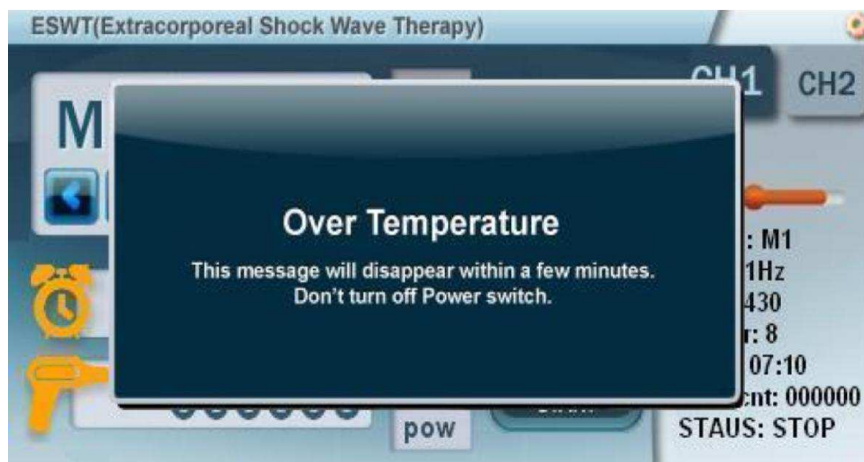 ESWT(Extracorporeal Shock Wave Therapy)
CH1
CH2
M
Over Temperature
This message will disappear within a few minutes.
Don't turn off Power switch.
: M1
1Hz
430
r: 8
07:10
cnt: 000000
STAUS: STOP
pow